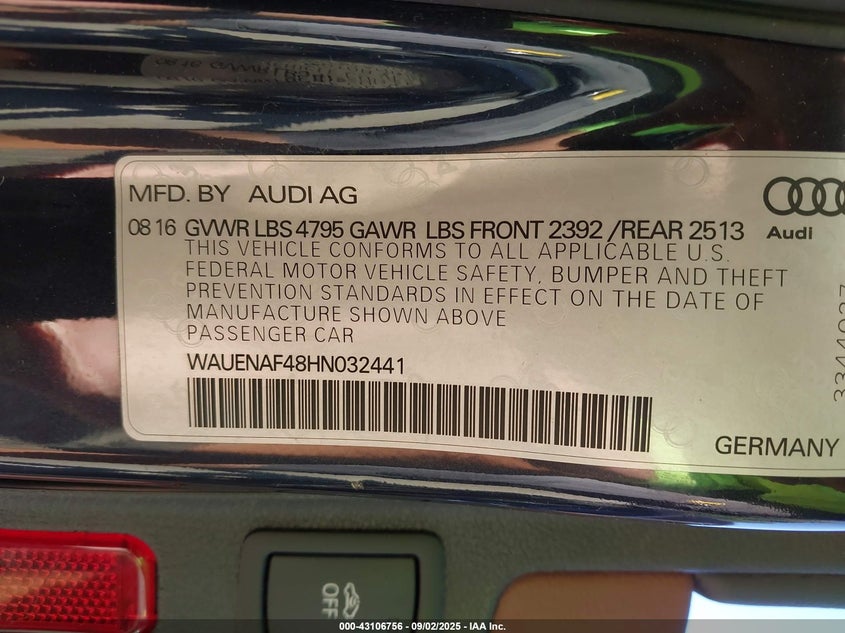 MFD. BY AUDI AG
Audi
08 16 GVWR LBS 4795 GAWR LBS FRONT 2392 /REAR 2513
THIS VEHICLE CONFORMS TO ALL APPLICABLE U.S.
FEDERAL MOTOR VEHICLE SAFETY, BUMPER AND THEFT
PREVENTION STANDARDS IN EFFECT ON THE DATE OF
MANUFACTURE SHOWN ABOVE
PASSENGER CAR
WAUENAF48HN032441
GERMANY
OFF
000-43106756 - 09/02/2025 - IAA Inc.